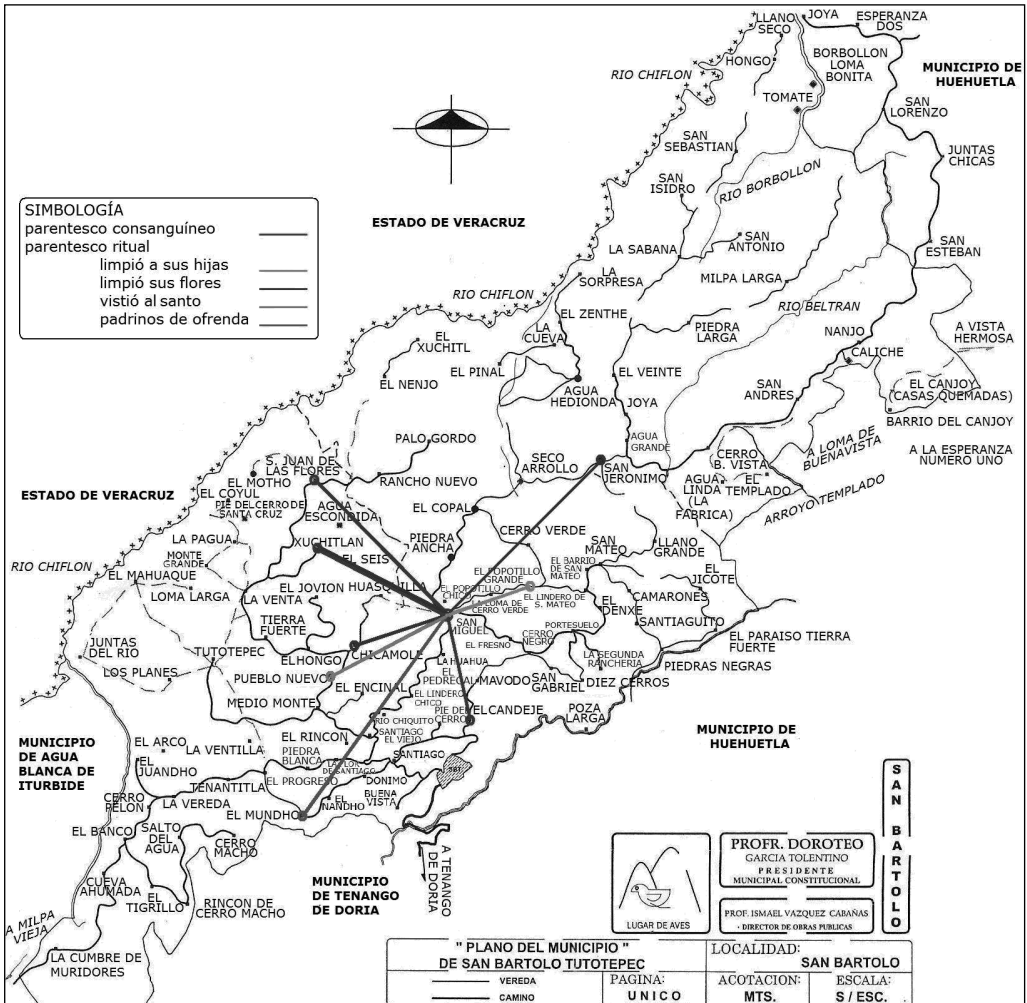 LLANO
SECO
JOYA
ESPERANZA
DOS
HONGO
BORBOLLON
LOMA
BONITA
MUNICIPIO DE
HUEHUETLA
RIO CHIFLON
TOMATE
SAN
LORENZO
SAN
SEBASTIAN
JUNTAS
CHICAS
SAN
ISIDRO
RIO BORBOLLON
SIMBOLOGÍA
parentesco consanguíneo
parentesco ritual
limpió a sus hijas
limpió sus flores
vistió al santo
padrinos de ofrenda
ESTADO DE VERACRUZ
LA SABANA
SAN
ANTONIO
SAN
ESTEBAN
LA
SORPRESA
MILPA LARGA
RIO CHIFLON
RIO BELTRAN
EL ZENTHE
LA
CUEVA
PIEDRA
LARGA
NANJO
A VISTA
HERMOSA
EL
XUCHITL
CALICHE
EL NENJO
EL PINAL
EL VEINTE
AGUA
HEDIONDA
SAN
ANDRES
EL CANJOY
(CASAS QUEMADAS)
JOYA
BARRIO DEL CANJOY
PALO GORDO
AGUA
GRANDE
A LOMA DE
BUENAVISTA
A LA ESPERANZA
NUMERO UNO
S. JUAN DE
LAS FLORES
SECO
ARROLLO
SAN
JERONIMO
CERRO
B. VISTA
EL MOTHO
RANCHO NUEVO
AGUA
LINDA
(LA
FABRICA)
EL
TEMPLADO
ESTADO DE VERACRUZ
EL COYUL
PIE DEL CERRO DE
SANTA CRUZ
AGUA
ESCONDIDA
EL COPAL
ARROYO TEMPLADO
CERRO VERDE
LA PAGUA
XUCHITLAN
PIEDRA
ANCHA
SAN
MATEO
LLANO
GRANDE
MONTE
GRANDE
EL SEIS
EL BARRIO
DE SAN
MATEO
RIO CHIFLON
EL MAHUAQUE
EL POPOTILLO
GRANDE
EL
JICOTE
LOMA LARGA
EL JOVION
HUASQUILLA
EL POPOTILLO
CHICO
EL LINDERO DE
S. MATEO
CAMARONES
LA VENTA
LA LOMA DE
CERRO VERDE
EL
DENXE
TIERRA
FUERTE
SAN
MIGUEL
PORTESUELO
SANTIAGUITO
JUNTAS
DEL RIO
EL FRESNO
CERRO
NEGRO
EL PARAISO TIERRA
FUERTE
TUTOTEPEC
EL HONGO
CHICAMOLE
LA HUAHUA
LA SEGUNDA
RANCHERIA
PIEDRAS NEGRAS
LOS PLANES
PUEBLO NUEVO
EL
PEDREGAL
MAVODO
SAN
GABRIEL
DIEZ CERROS
EL ENCINAL
EL LINDERO
CHICO
MEDIO MONTE
PIE DEL
CERRO
EL CANDEJE
POZA
LARGA
RIO CHIQUITO
SANTIAGO
EL VIEJO
MUNICIPIO DE
HUEHUETLA
MUNICIPIO
DE AGUA
BLANCA DE
ITURBIDE
EL ARCO
LA VENTILLA
EL RINCON
PIEDRA
BLANCA
SANTIAGO
EL
JUANDHO
LA FLOR
DE SANTIAGO
EL PROGRESO
DONIMO
TENANTITLA
CERRO
PELON
LA VEREDA
EL
NANDHO
BUENA
VISTA
EL MUNDHO
EL BANCO
SALTO
DEL
AGUA
CERRO
MACHO
A TENANGO
DE DORIA
CUEVA
AHUMADA
EL
TIGRILLO
MUNICIPIO
DE TENANGO
DE DORIA
RINCON DE
CERRO MACHO
A MILPA
VIEJA
LA CUMBRE DE
MURIDORES
LUGAR DE AVES
PROFR. DOROTEO
GARCIA TOLENTINO
PRESIDENTE
MUNICIPAL CONSTITUCIONAL
PROF. ISMAEL VAZQUEZ CABAÑAS
- DIRECTOR DE OBRAS PUBLICAS
SAN BARTOLO
" PLANO DEL MUNICIPIO "
DE SAN BARTOLO TUTOTEPEC
LOCALIDAD:
SAN BARTOLO
VEREDA
CAMINO
PAGINA:
UNICO
ACOTACION:
MTS.
ESCALA:
S / ESC.